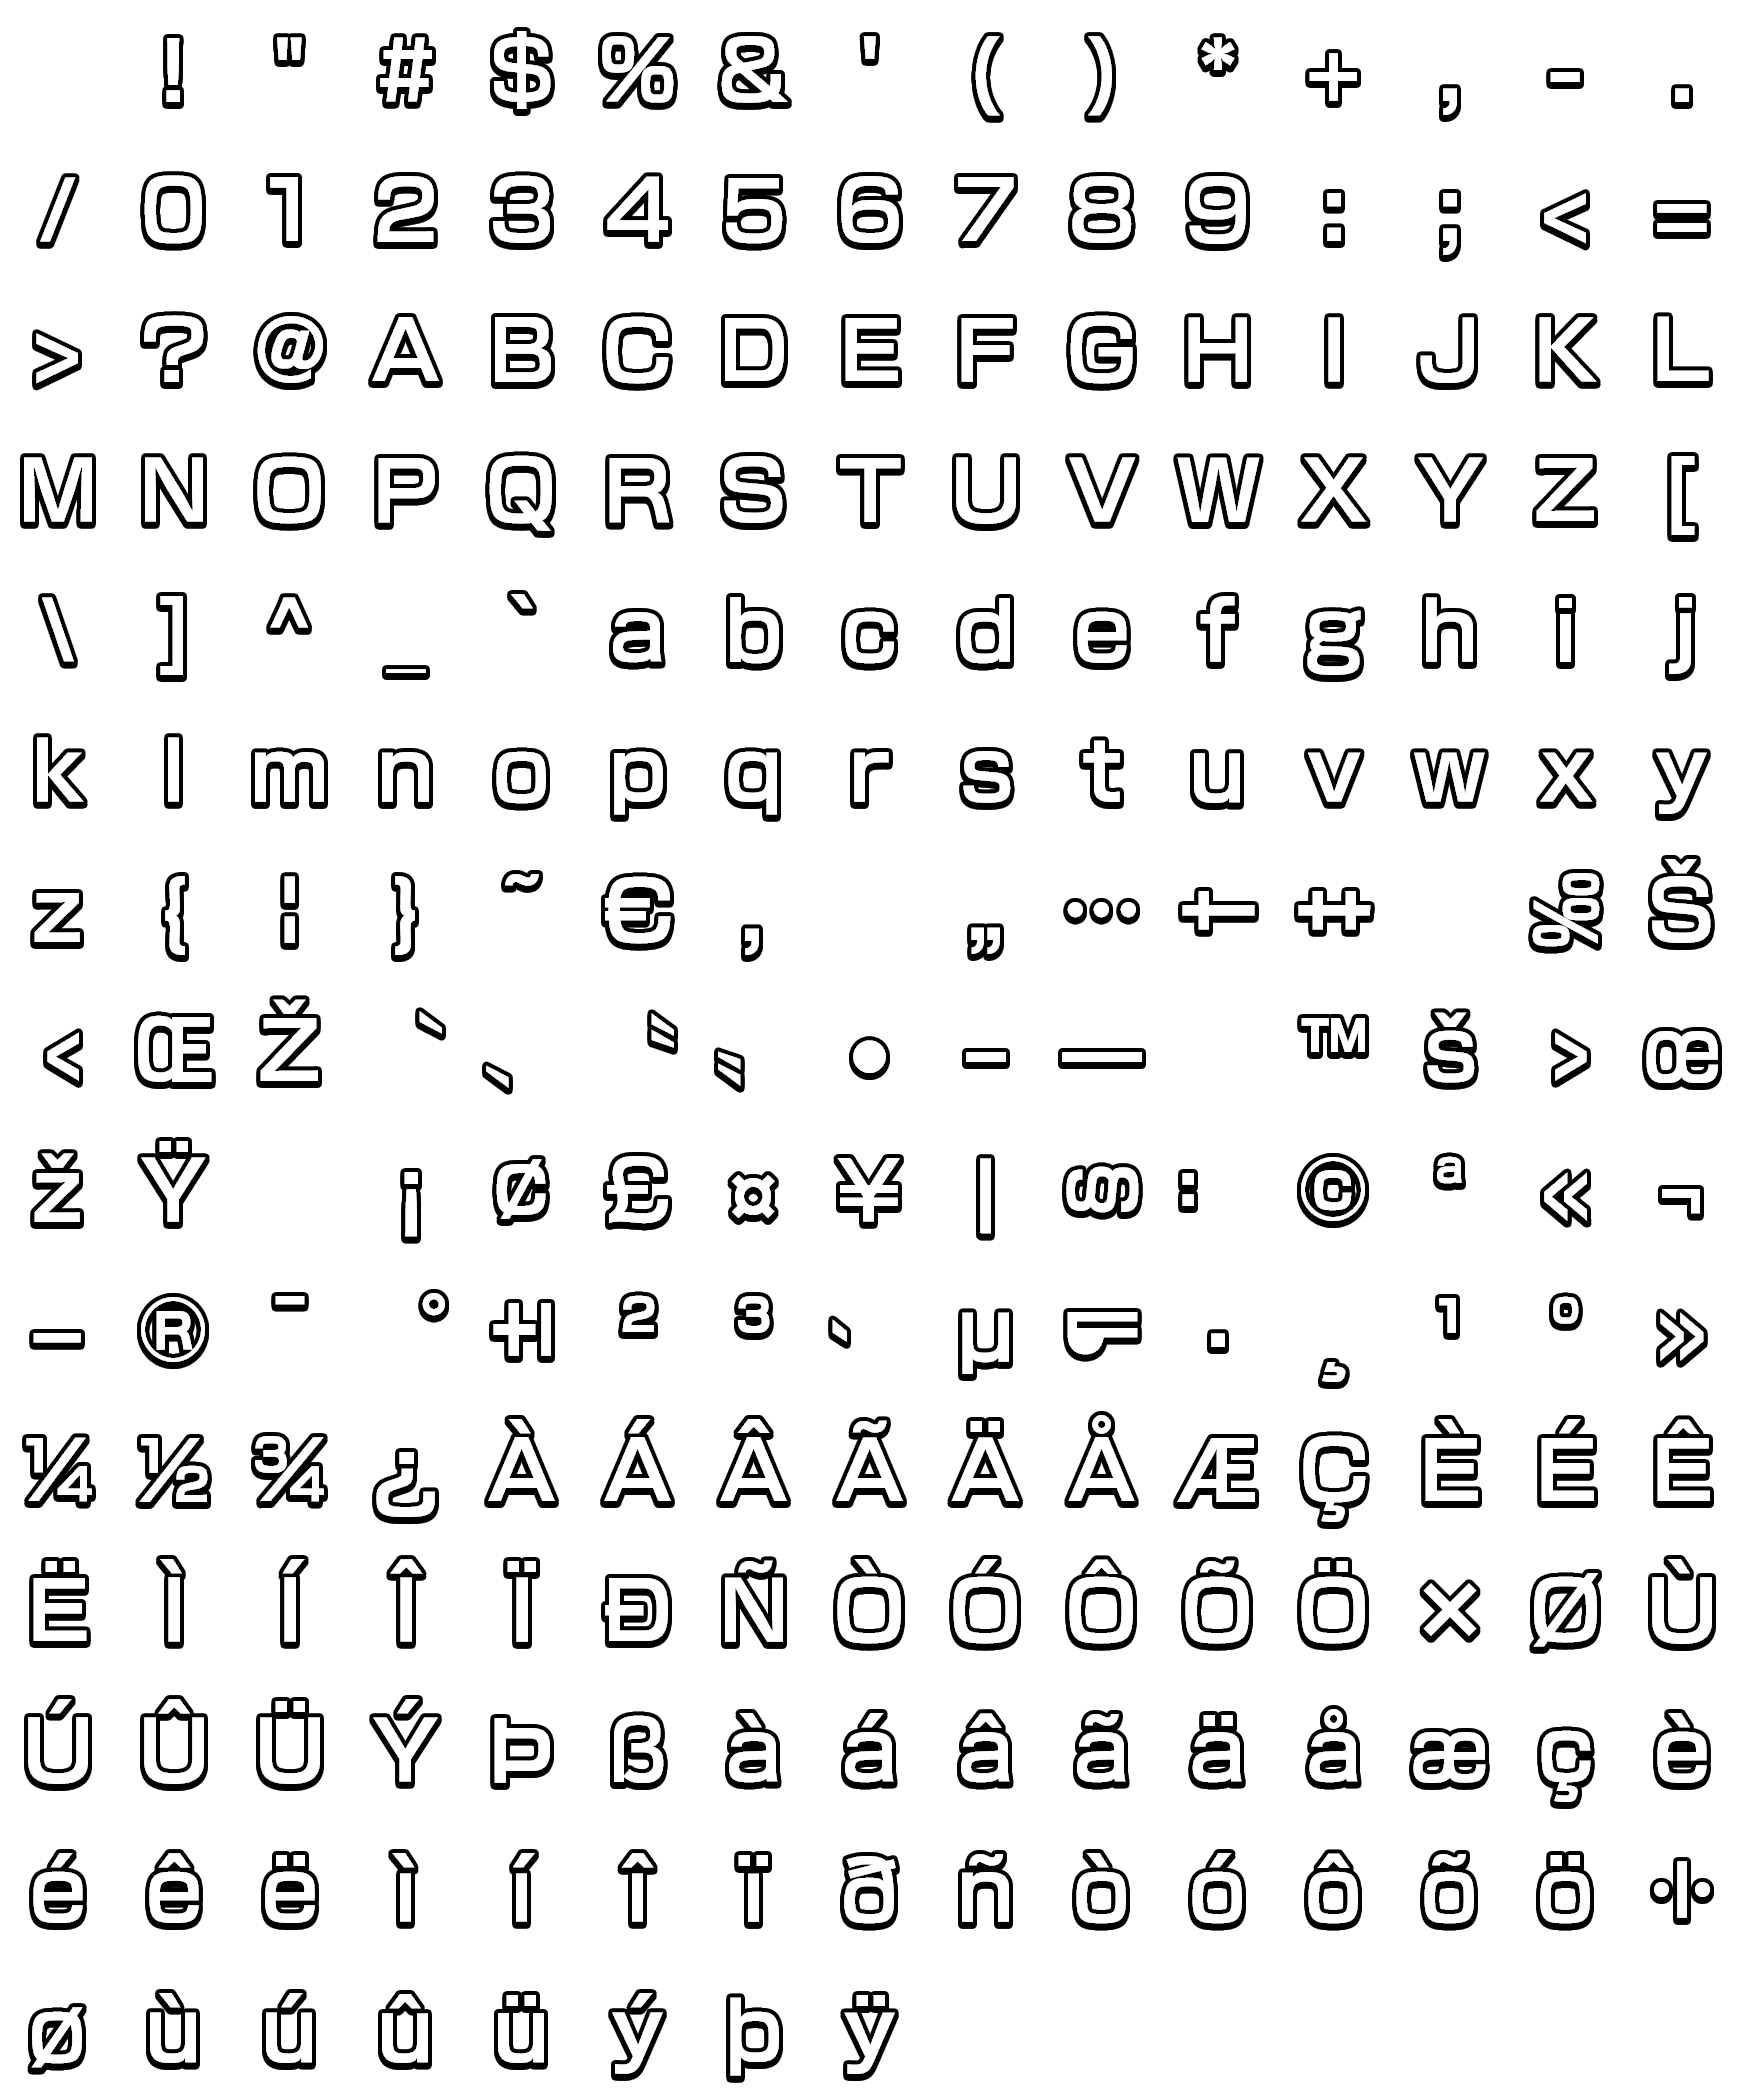 ! " # $ % & ' ( ) * + , - .
/ 0 1 2 3 4 5 6 7 8 9 : ; < =
> ? @ A B C D E F G H I J K L
M N O P Q R S T U V W X Y Z [
\ ] ^ _ ` a b c d e f g h i j
k l m n o p q r s t u v w x y
z { ¦ } ˜ € ‚ „ … † ‡ ‰ Š
‹ Œ Ž ‘ ’ “ ” • – — ™ š › œ
ž Ÿ ¡ ¢ £ ¤ ¥ | § ¨ © ª « ¬
– ® ¯ ° ± ² ³ ´ µ ¶ · ¸ ¹ º »
¼ ½ ¾ ¿ À Á Â Ã Ä Å Æ Ç È É Ê
Ë Ì Í Î Ï Ð Ñ Ò Ó Ô Õ Ö × Ø Ù
Ú Û Ü Ý Þ ß à á â ã ä å æ ç è
é ê ë ì í î ï ð ñ ò ó ô õ ö ÷
ø ù ú û ü ý þ ÿ